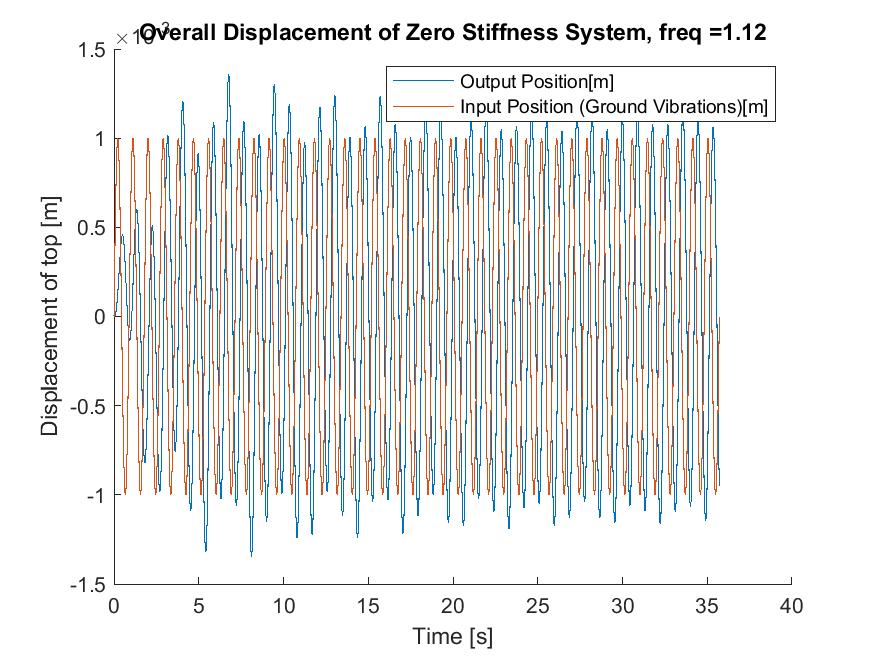 ×10-3
Overall Displacement of Zero Stiffness System, freq =1.12
1.5
1
0.5
0
-0.5
-1
-1.5
Displacement of top [m]
Output Position[m]
Input Position (Ground Vibrations)[m]
0 5 10 15 20 25 30 35 40
Time [s]